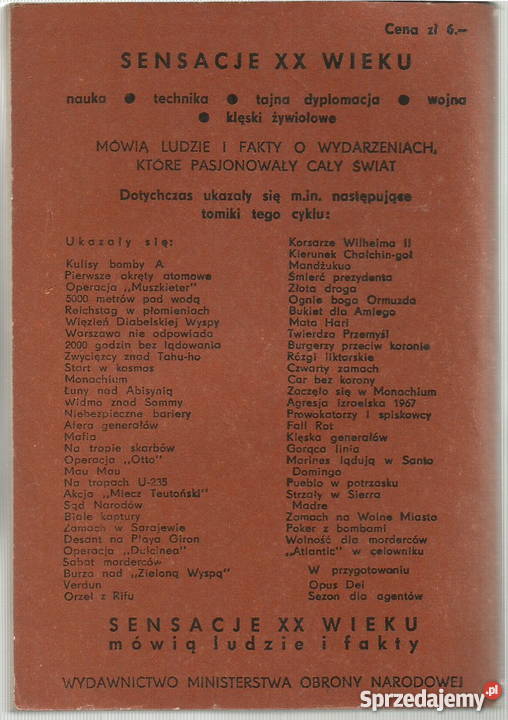 Cena zł 6.—
SENSACJE XX WIEKU
nauka ● technika ● tajna dyplomacja ● wojna
● klęski żywiołowe
MÓWIĄ LUDZIE I FAKTY O WYDARZENIACH,
KTÓRE PASJONOWAŁY CAŁY ŚWIAT
Dotychczas ukazały się m.in. następujące
tomiki tego cyklu:
Ukazały się:
Kulisy bomby A
Pierwsze okręty atomowe
Operacja „Muszkieter"
5000 metrów pod wodą
Reichstag w płomieniach
Więzień Diabelskiej Wyspy
Warszawa nie odpowiada
2000 godzin bez lądowania
Zwycięzcy znad Tahu-ho
Start w kosmos
Monachium
Łuny nad Abisynią
Widmo znad Sommy
Niebezpieczne bariery
Afera generałów
Mafia
Na tropie skarbów
Operacja „Otto"
Mau Mau
Na tropach U-235
Akcja „Miecz Teutoński"
Sąd Narodów
Białe kaptury
Zamach w Sarajewie
Desant na Playa Giron
Operacja „Dulcinea"
Sabat morderców
Burza nad „Zieloną Wyspą"
Verdun
Orzeł z Rifu
Korsarze Wilhelma II
Kierunek Chałchin-goł
Mandżukuo
Śmierć prezydenta
Złota droga
Ognie boga Ormuzda
Bukiet dla Amiego
Mata Hari
Twierdza Przemyśl
Burgerzy przeciw koronie
Rózgi liktorskie
Czwarty zamach
Car bez korony
Zaczęło się w Monachium
Agresja izraelska 1967
Prowokatorzy i spiskowcy
Fall Rot
Klęska generałów
Gorąca linia
Marines lądują w Santo
Domingo
Pueblo w potrzasku
Strzały w Sierra
Madre
Zamach na Wolne Miasto
Poker z bombami
Wolność dla morderców
„Atlantic" w celowniku
W przygotowaniu
Opus Dei
Sezon dla agentów
SENSACJE XX WIEKU
mówią ludzie i fakty
WYDAWNICTWO MINISTERSTWA OBRONY NARODOWEJ
Sprzedajemy.pl